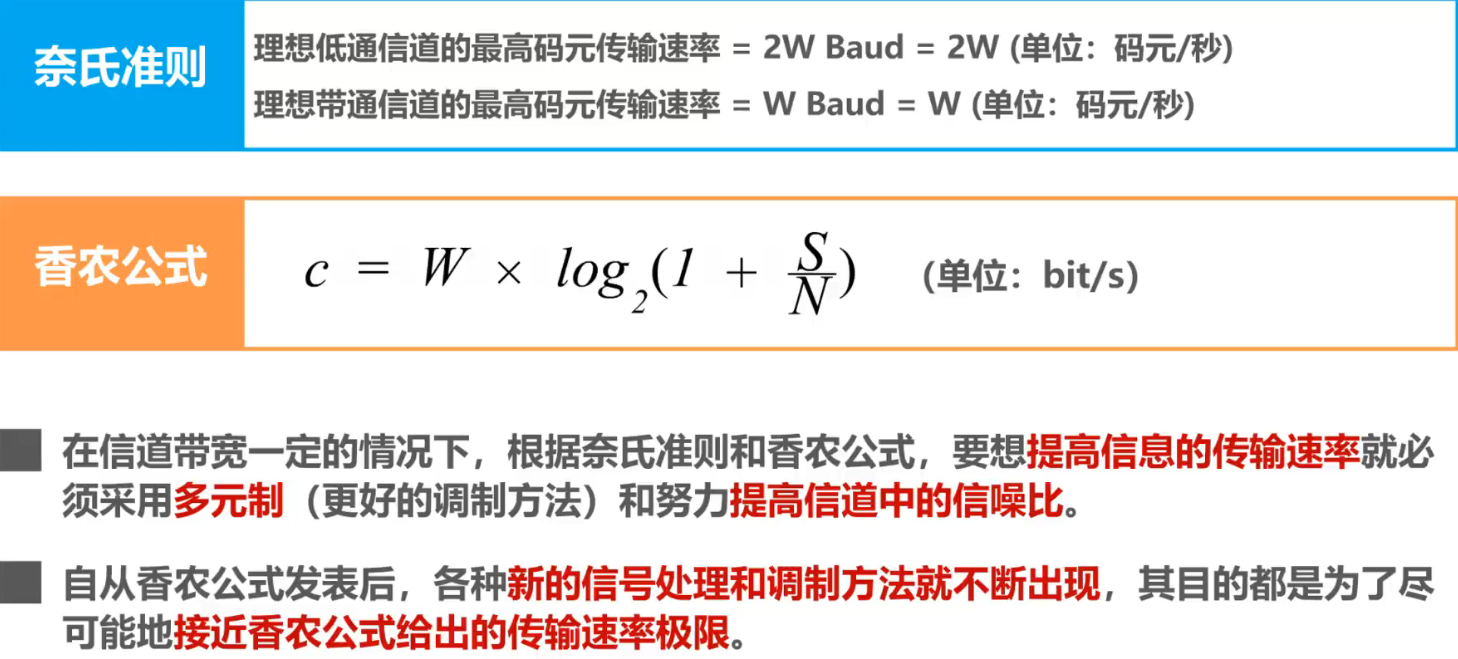 奈氏准则
理想低通信道的最高码元传输速率 = 2W Baud = 2W (单位：码元/秒)
理想带通信道的最高码元传输速率 = W Baud = W (单位：码元/秒)
香农公式
c = W × log₂(1 + S/N) (单位：bit/s)
在信道带宽一定的情况下，根据奈氏准则和香农公式，要想提高信息的传输速率就必
须采用多元制（更好的调制方法）和努力提高信道中的信噪比。
自从香农公式发表后，各种新的信号处理和调制方法就不断出现，其目的都是为了尽
可能地接近香农公式给出的传输速率极限。